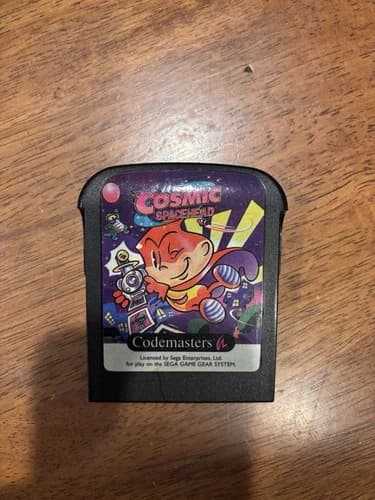 COSMIC
SPACEHEAD
Codemasters
Licensed by Sega Enterprises, Ltd.
for play on the SEGA GAME GEAR SYSTEM.